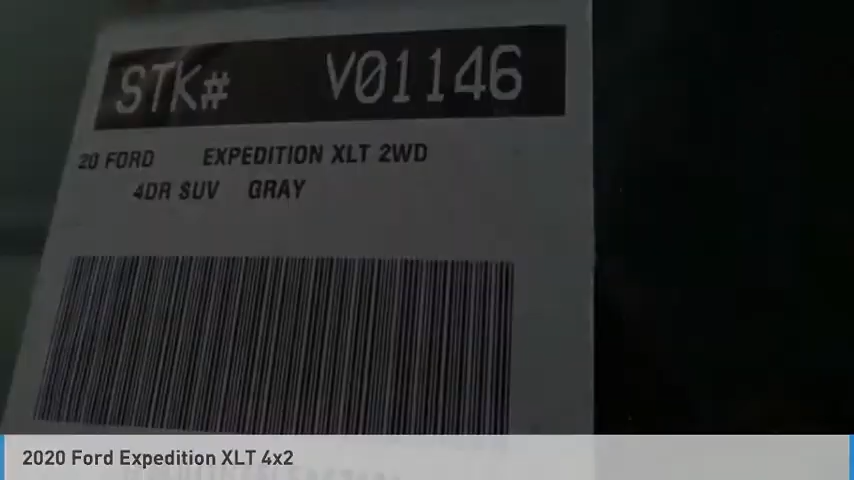 STK# V01146
20 FORD EXPEDITION XLT 2WD
4DR SUV GRAY
2020 Ford Expedition XLT 4x2